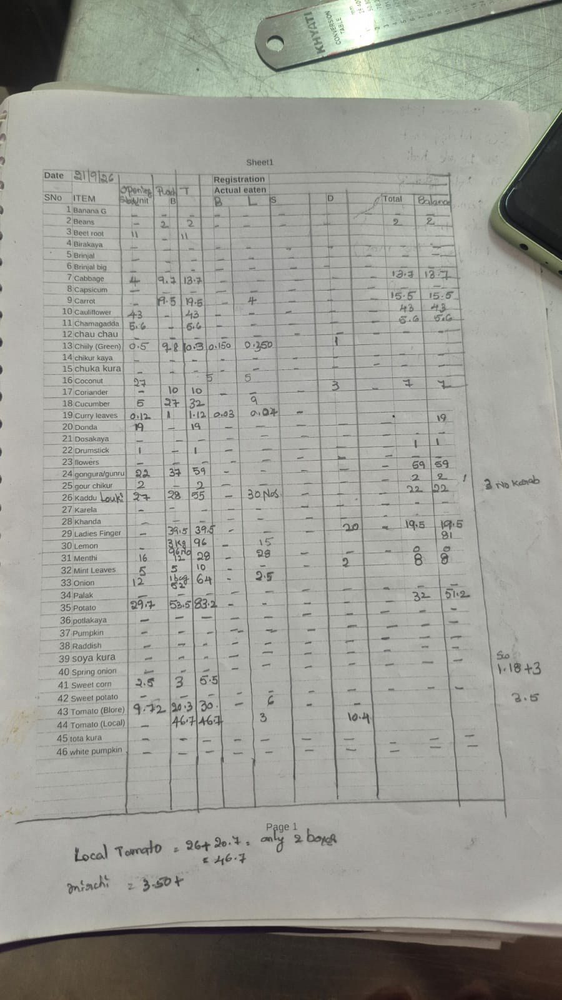 KHYATI
CONVERSION
TABLE
Sheet1
Date 21/9/26 Registration
Opening Purch T Actual eaten
SNo ITEM Unit B B L S D Total Balance
1 Banana G - - - - - - - - -
2 Beans - 2 2 - - - - 2 2
3 Beet root 11 - 11
4 Birakaya - - - - - - - - - -
5 Brinjal - - - - - - - - - -
6 Brinjal big - - - - - - - - - -
7 Cabbage 4 9.7 13.7 - - - - - 13.7 13.7
8 Capsicum - - - - - - - - - -
9 Carrot - 19.5 19.5 - 4 - - - 15.5 15.5
10 Cauliflower 43 - 43 - - - - - 43 43
11 Chamagadda 5.6 - 5.6 - - - - - 5.6 5.6
12 chau chau - - - - - - - - - -
13 Chiily (Green) 0.5 9.8 10.3 0.150 0.350 1
14 chikur kaya - - - - - - - - - -
15 chuka kura - - - - - - - - - -
16 Coconut 27 5 5
17 Coriander - 10 10 - - - 3 - 7 7
18 Cucumber 5 27 32 9
19 Curry leaves 0.12 1 1.12 0.03 0.04 -
20 Donda 19 - 19 - - - - - 19
21 Dosakaya - - - - - - - - - -
22 Drumstick 1 - 1 - - - - - 1 1
23 flowers - - - - - - - - - -
24 gongura/gunru 22 37 59 - - - - - 59 59
25 gour chikur 2 - 2 - - - - - 2 2
26 Kaddu Louki 27 28 55 - 30 Nos - - - 22 22
3 No Karab
27 Karela - - - - - - - - - -
28 Khanda - - - - - - - - - -
29 Ladies Finger - 39.5 39.5 - - - 20 - 19.5 19.5
30 Lemon - 3 kg 96 No 96 15 81
31 Menthi 16 12 28 - 28 - - - 0 0
32 Mint Leaves 5 5 10 - - - 2 8 8
33 Onion 12 1 bag 52 64 - 2.5
34 Palak - - - - - - - - - -
35 Potato 29.7 53.5 83.2 - - - - - 32 51.2
36 potlakaya - - - - - - - - - -
37 Pumpkin - - - - - - - - - -
38 Raddish - - - - - - - - - -
39 soya kura - - - - - - - - - -
40 Spring onion - - - - - - - - - -
1.18+3
41 Sweet corn 2.5 3 5.5
42 Sweet potato - - - - - - - - - -
3.5
43 Tomato (Blore) 9.72 20.3 30. - 6 - -
44 Tomato (Local) - 46.7 46.7 3 10.4
45 tota kura - - - - - - - - - -
46 white pumpkin - - - - - - - - - -
Page 1
Local Tomato = 26+20.7 = only 2 boxes
= 46.7
mirchi = 3.50+